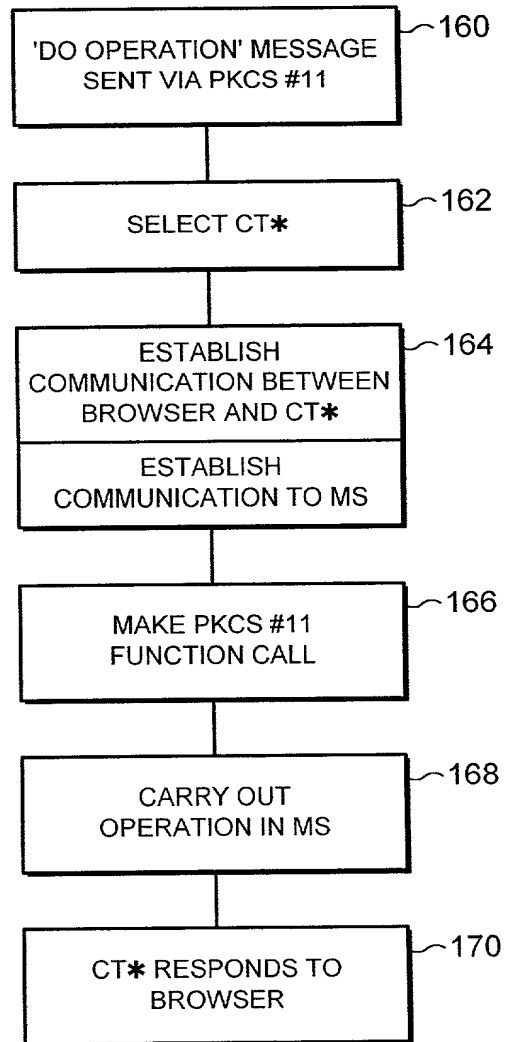 'DO OPERATION' MESSAGE
SENT VIA PKCS #11
160
SELECT CT*
162
ESTABLISH
COMMUNICATION BETWEEN
BROWSER AND CT*
164
ESTABLISH
COMMUNICATION TO MS
MAKE PKCS #11
FUNCTION CALL
166
CARRY OUT
OPERATION IN MS
168
CT* RESPONDS TO
BROWSER
170